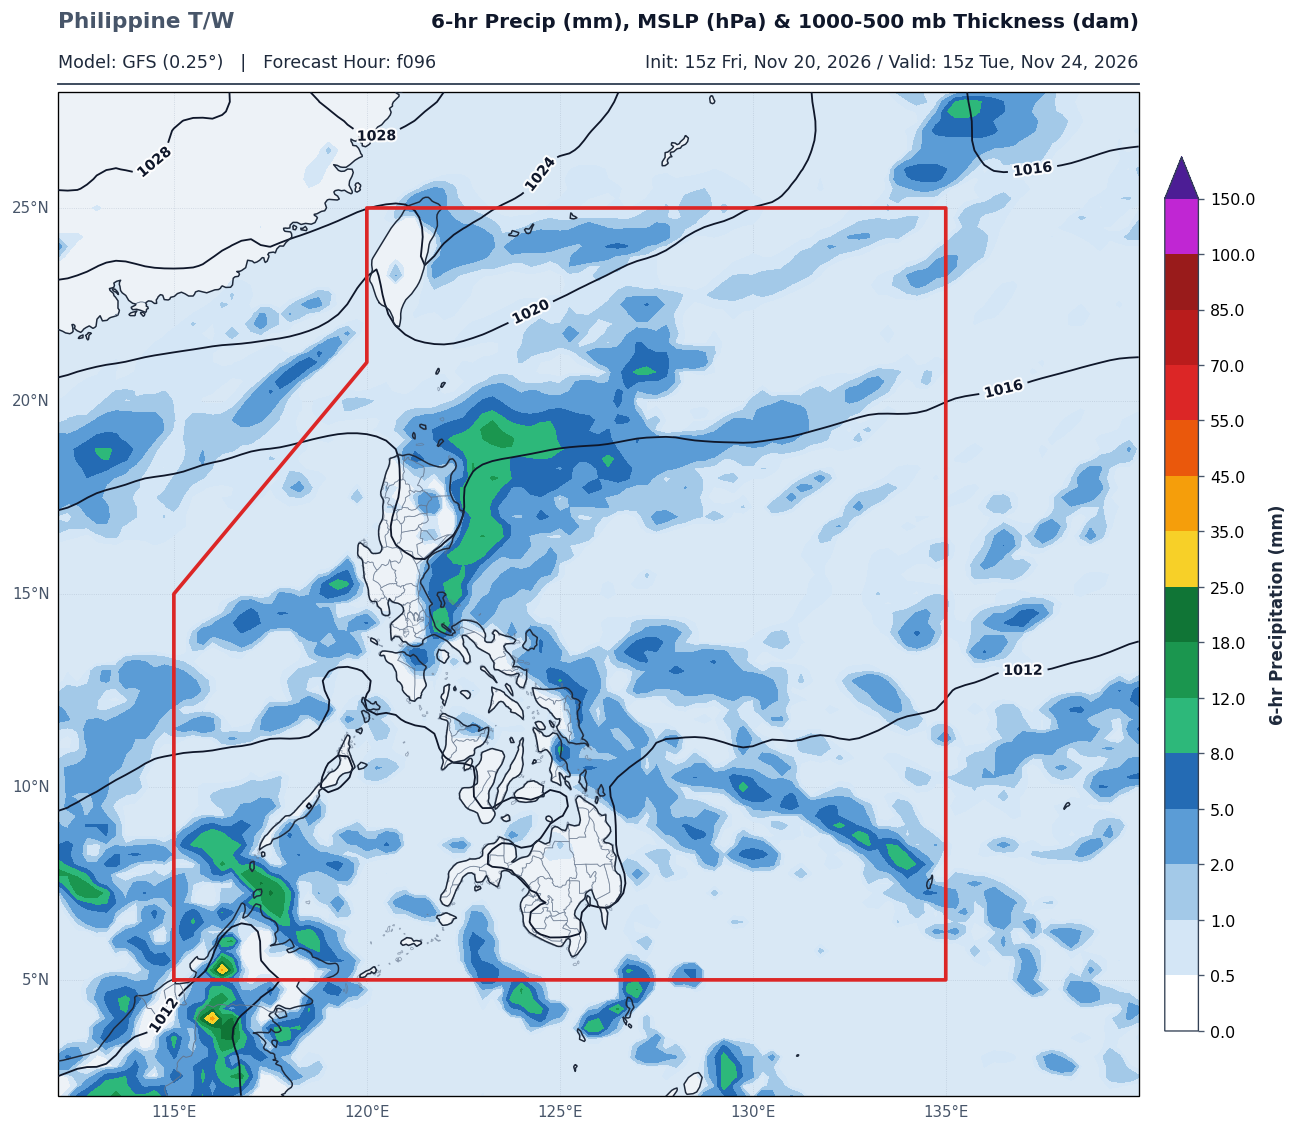 Philippine T/W
6-hr Precip (mm), MSLP (hPa) & 1000-500 mb Thickness (dam)
Model: GFS (0.25°) | Forecast Hour: f096
Init: 15z Fri, Nov 20, 2026 / Valid: 15z Tue, Nov 24, 2026
1028
1028
1024
1016
1020
1016
1012
1012
25°N
20°N
15°N
10°N
5°N
115°E
120°E
125°E
130°E
135°E
150.0
100.0
85.0
70.0
55.0
45.0
35.0
25.0
18.0
12.0
8.0
5.0
2.0
1.0
0.5
0.0
6-hr Precipitation (mm)